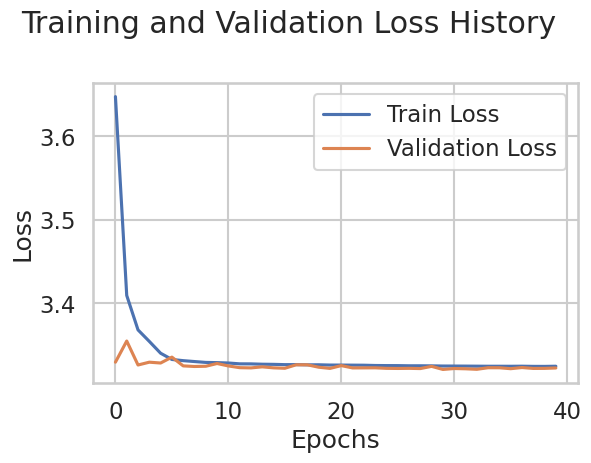 Training and Validation Loss History
Train Loss
Validation Loss
3.6
3.5
3.4
Loss
0
10
20
30
40
Epochs